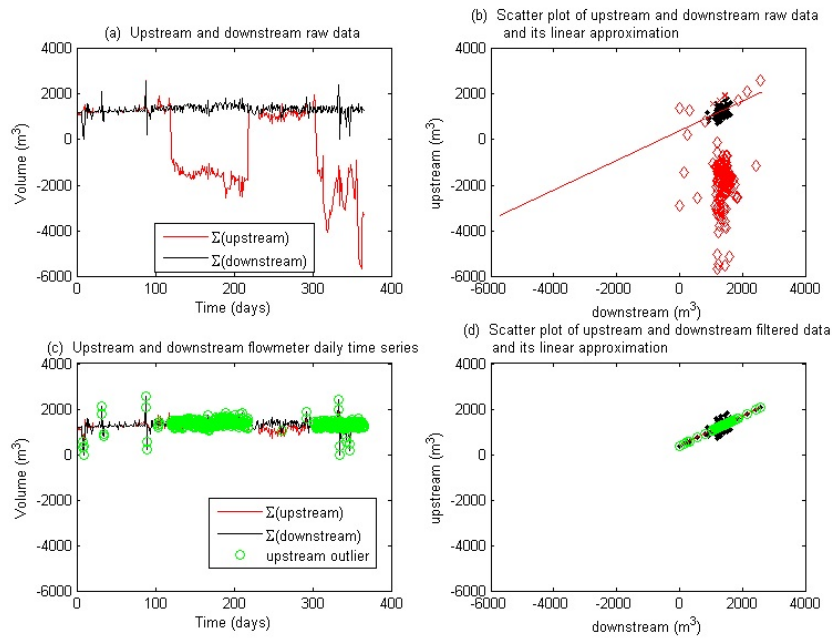 (a) Upstream and downstream raw data
4000
2000
0
-2000
-4000
-6000
Volume (m³)
Σ(upstream)
Σ(downstream)
0 100 200 300 400
Time (days)
(b) Scatter plot of upstream and downstream raw data
and its linear approximation
4000
2000
0
-2000
-4000
-6000
upstream (m³)
-6000 -4000 -2000 0 2000 4000
downstream (m³)
(c) Upstream and downstream flowmeter daily time series
4000
2000
0
-2000
-4000
-6000
Volume (m³)
Σ(upstream)
Σ(downstream)
upstream outlier
0 100 200 300 400
Time (days)
(d) Scatter plot of upstream and downstream filtered data
and its linear approximation
4000
2000
0
-2000
-4000
-6000
upstream (m³)
-6000 -4000 -2000 0 2000 4000
downstream (m³)